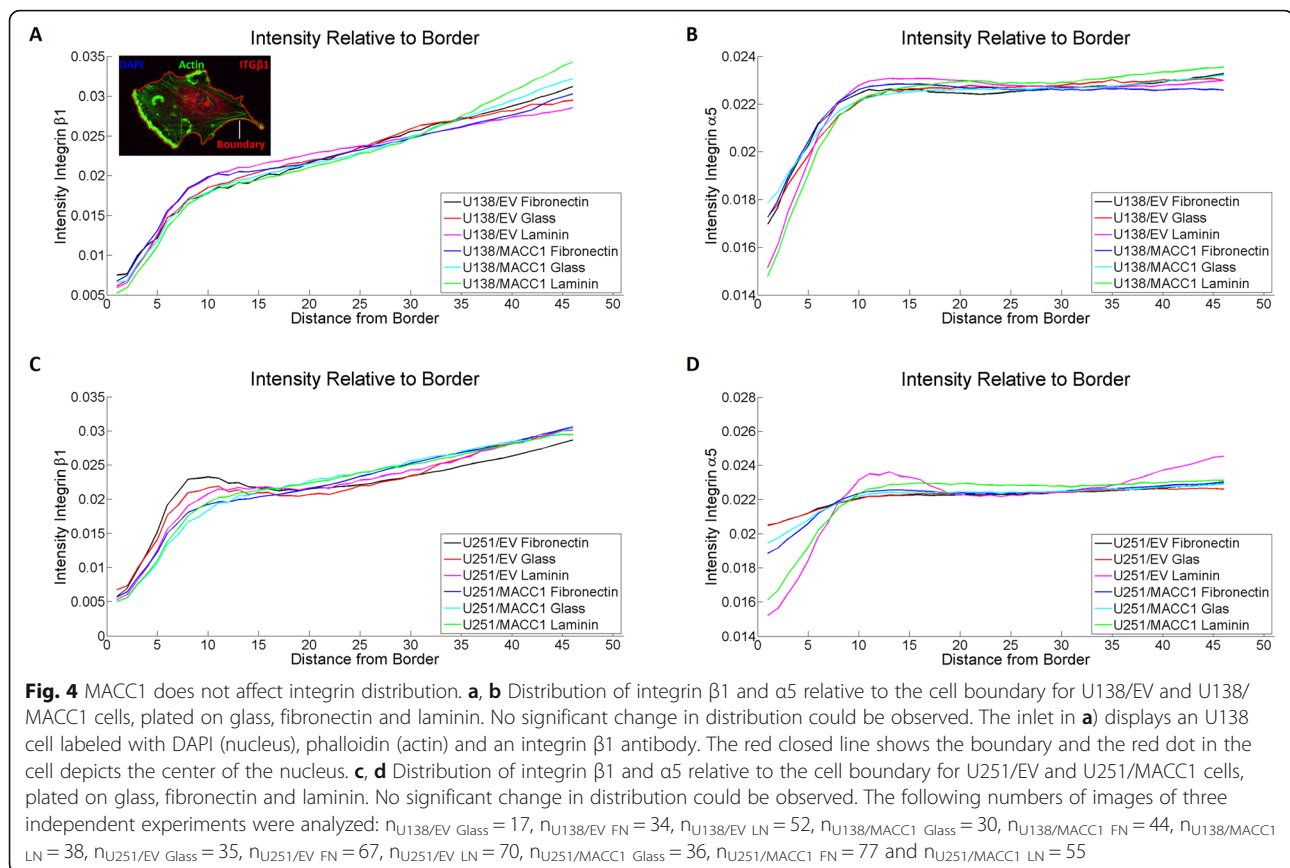 A
Intensity Relative to Border
0.035
0.03
0.025
0.02
0.015
0.01
0.005
Intensity Integrin β1
DAPI
Actin
ITGβ1
Boundary
U138/EV Fibronectin
U138/EV Glass
U138/EV Laminin
U138/MACC1 Fibronectin
U138/MACC1 Glass
U138/MACC1 Laminin
0 5 10 15 20 25 30 35 40 45 50
Distance from Border
B
Intensity Relative to Border
0.024
0.022
0.02
0.018
0.016
0.014
Intensity Integrin α5
U138/EV Fibronectin
U138/EV Glass
U138/EV Laminin
U138/MACC1 Fibronectin
U138/MACC1 Glass
U138/MACC1 Laminin
0 5 10 15 20 25 30 35 40 45 50
Distance from Border
C
Intensity Relative to Border
0.035
0.03
0.025
0.02
0.015
0.01
0.005
0
Intensity Integrin β1
U251/EV Fibronectin
U251/EV Glass
U251/EV Laminin
U251/MACC1 Fibronectin
U251/MACC1 Glass
U251/MACC1 Laminin
0 5 10 15 20 25 30 35 40 45 50
Distance from Border
D
Intensity Relative to Border
0.028
0.026
0.024
0.022
0.02
0.018
0.016
0.014
Intensity Integrin α5
U251/EV Fibronectin
U251/EV Glas
U251/EV Laminin
U251/MACC1 Fibronectin
U251/MACC1 Glas
U251/MACC1 Laminin
0 5 10 15 20 25 30 35 40 45 50
Distance from Border
Fig. 4 MACC1 does not affect integrin distribution. a, b Distribution of integrin β1 and α5 relative to the cell boundary for U138/EV and U138/
MACC1 cells, plated on glass, fibronectin and laminin. No significant change in distribution could be observed. The inlet in a) displays an U138
cell labeled with DAPI (nucleus), phalloidin (actin) and an integrin β1 antibody. The red closed line shows the boundary and the red dot in the
cell depicts the center of the nucleus. c, d Distribution of integrin β1 and α5 relative to the cell boundary for U251/EV and U251/MACC1 cells,
plated on glass, fibronectin and laminin. No significant change in distribution could be observed. The following numbers of images of three
independent experiments were analyzed: nU138/EV Glass = 17, nU138/EV FN = 34, nU138/EV LN = 52, nU138/MACC1 Glass = 30, nU138/MACC1 FN = 44, nU138/MACC1
LN = 38, nU251/EV Glass = 35, nU251/EV FN = 67, nU251/EV LN = 70, nU251/MACC1 Glass = 36, nU251/MACC1 FN = 77 and nU251/MACC1 LN = 55